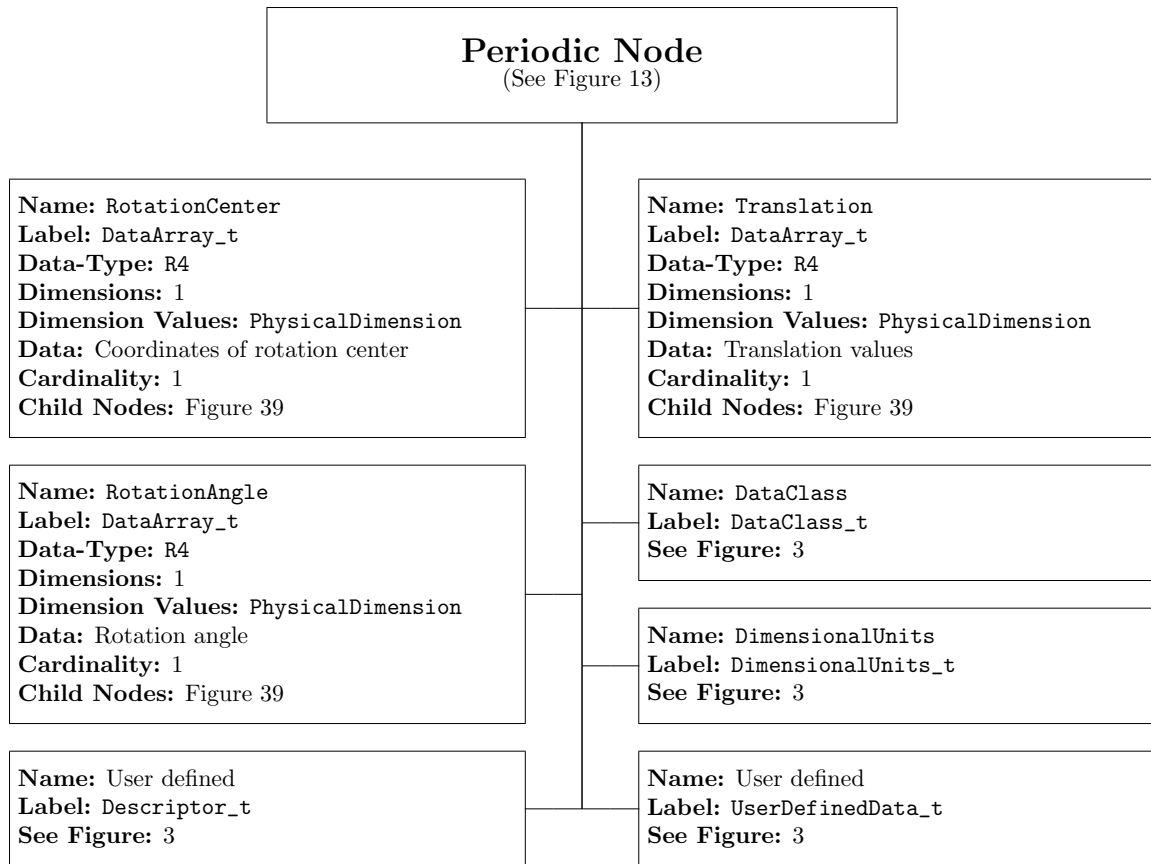 Periodic Node
(See Figure 13)
Name: RotationCenter
Label: DataArray_t
Data-Type: R4
Dimensions: 1
Dimension Values: PhysicalDimension
Data: Coordinates of rotation center
Cardinality: 1
Child Nodes: Figure 39
Name: Translation
Label: DataArray_t
Data-Type: R4
Dimensions: 1
Dimension Values: PhysicalDimension
Data: Translation values
Cardinality: 1
Child Nodes: Figure 39
Name: RotationAngle
Label: DataArray_t
Data-Type: R4
Dimensions: 1
Dimension Values: PhysicalDimension
Data: Rotation angle
Cardinality: 1
Child Nodes: Figure 39
Name: DataClass
Label: DataClass_t
See Figure: 3
Name: DimensionalUnits
Label: DimensionalUnits_t
See Figure: 3
Name: User defined
Label: Descriptor_t
See Figure: 3
Name: User defined
Label: UserDefinedData_t
See Figure: 3